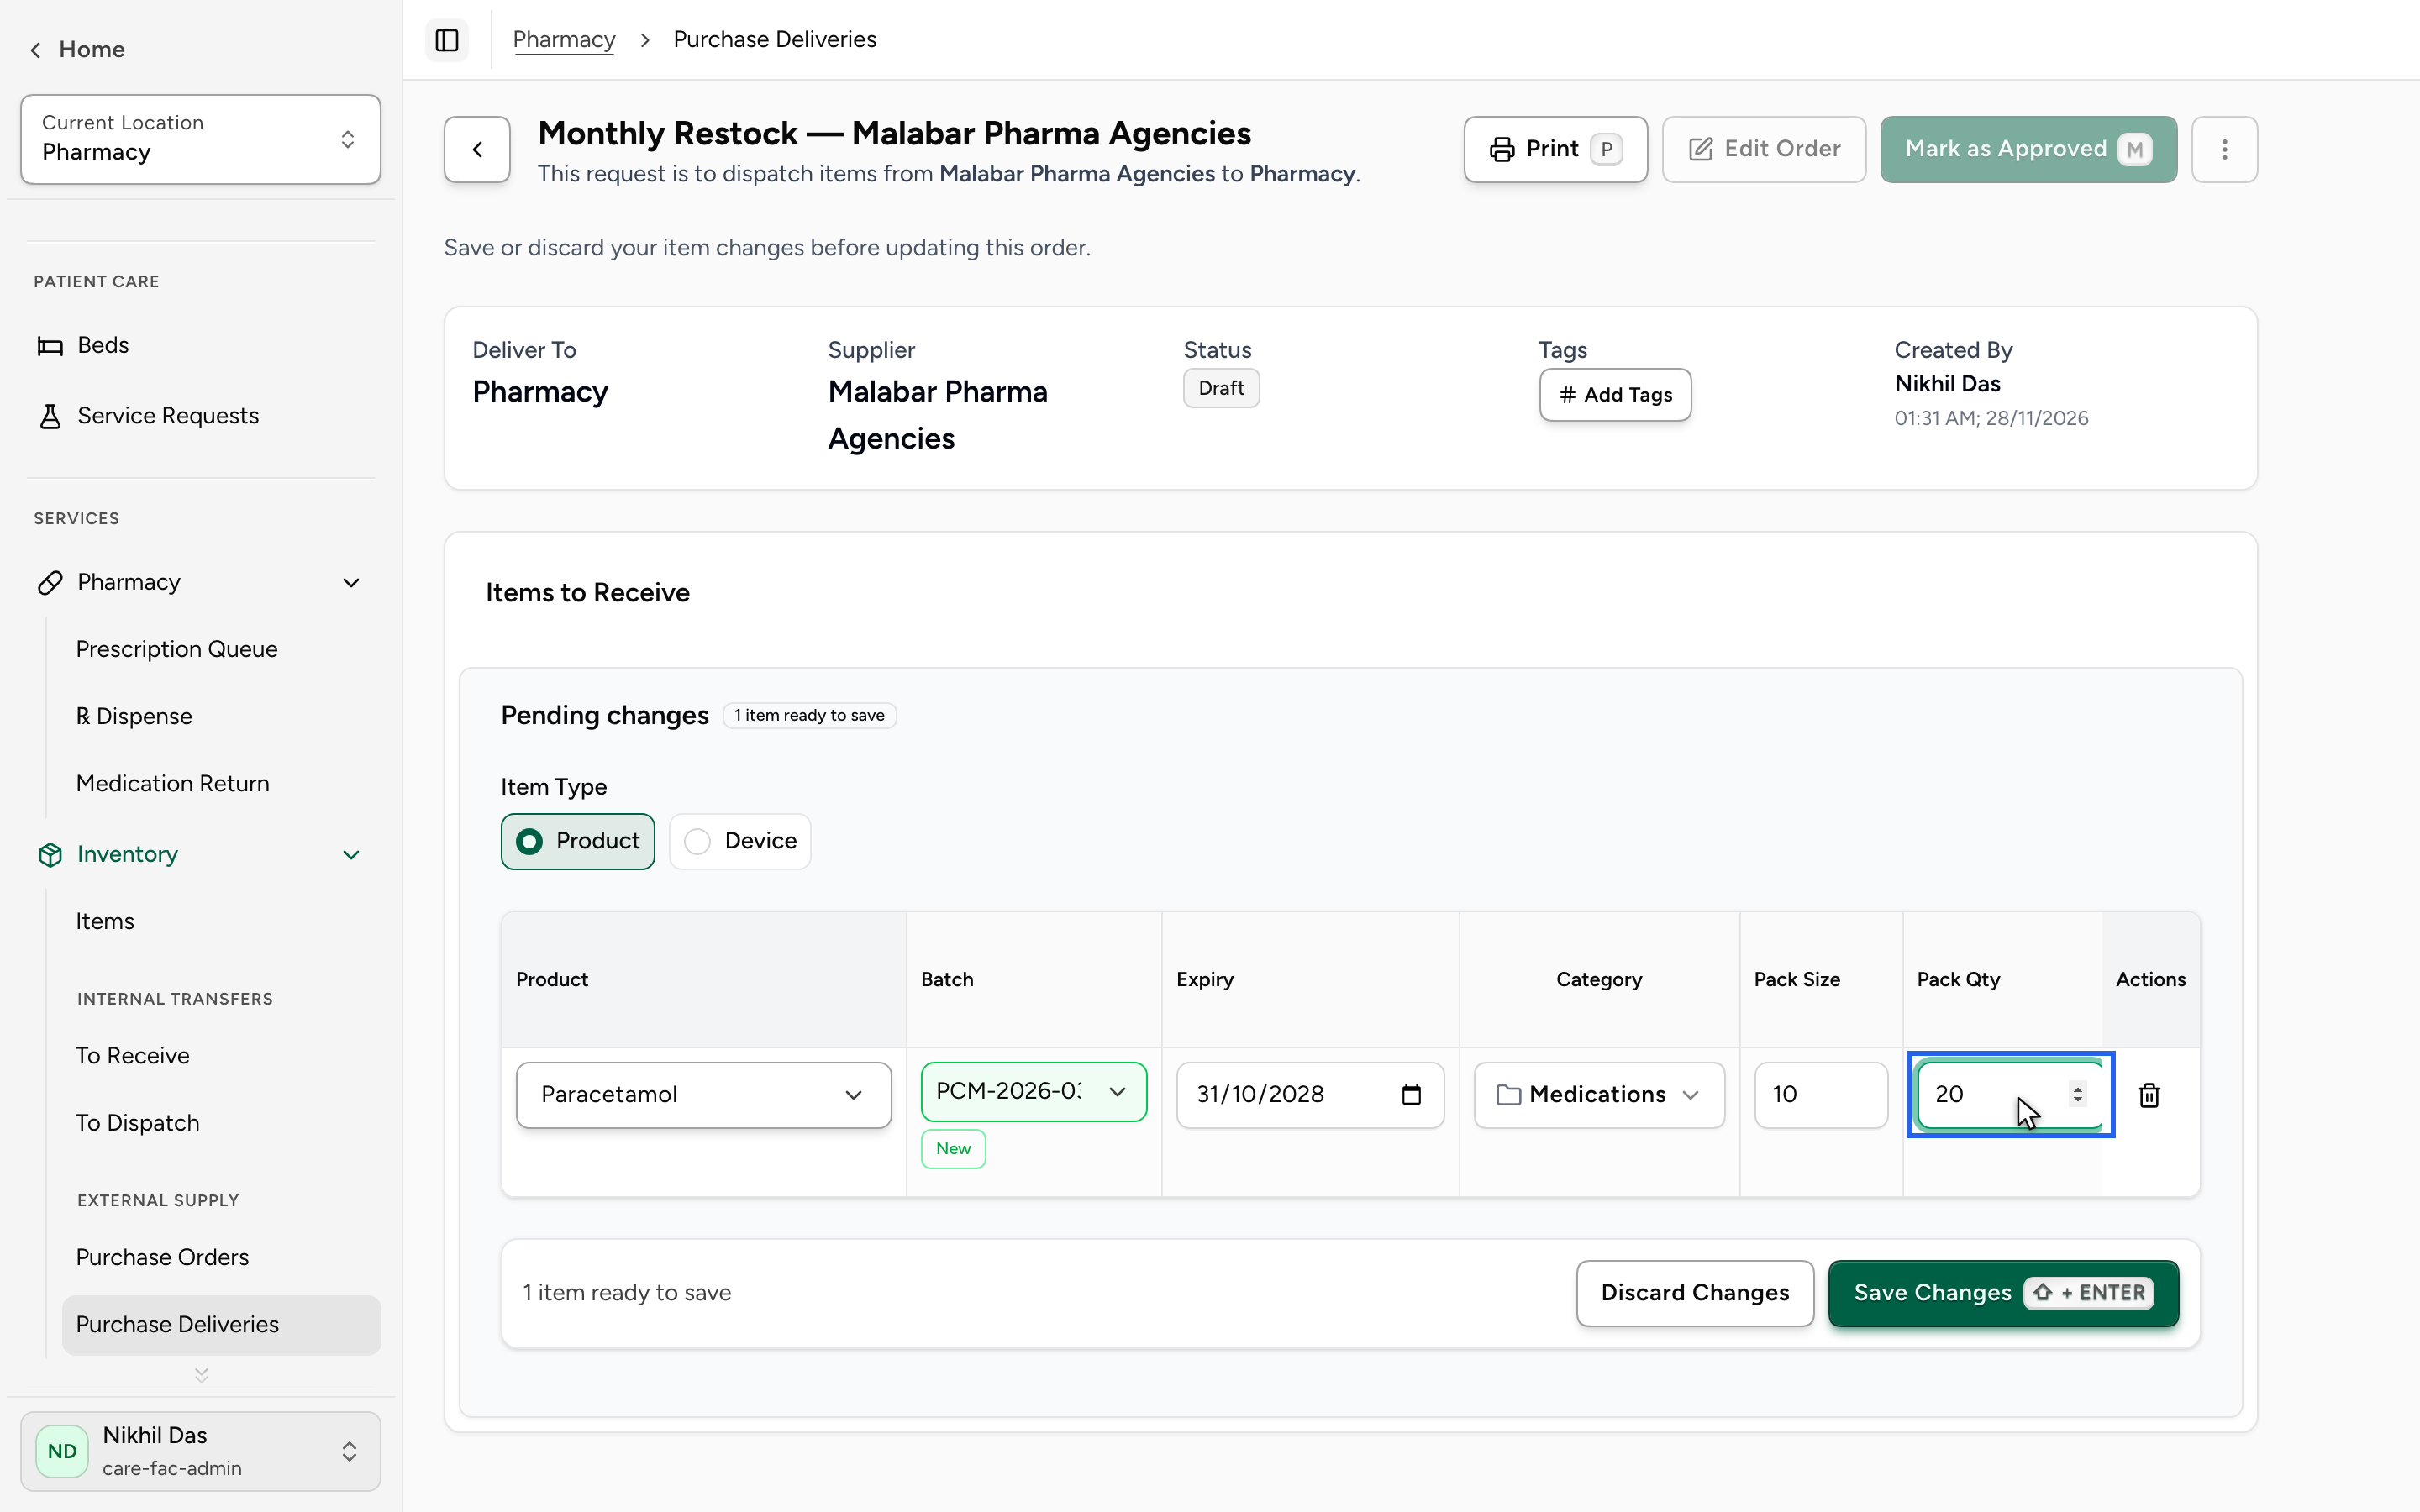 Home
Current Location
Pharmacy
PATIENT CARE
Beds
Service Requests
SERVICES
Pharmacy
Prescription Queue
℞ Dispense
Medication Return
Inventory
Items
INTERNAL TRANSFERS
To Receive
To Dispatch
EXTERNAL SUPPLY
Purchase Orders
Purchase Deliveries
ND
Nikhil Das
care-fac-admin
Pharmacy > Purchase Deliveries
Monthly Restock — Malabar Pharma Agencies
This request is to dispatch items from Malabar Pharma Agencies to Pharmacy.
Print P
Edit Order
Mark as Approved M
Save or discard your item changes before updating this order.
Deliver To
Pharmacy
Supplier
Malabar Pharma
Agencies
Status
Draft
Tags
# Add Tags
Created By
Nikhil Das
01:31 AM; 28/11/2026
Items to Receive
Pending changes 1 item ready to save
Item Type
Product Device
Product Batch Expiry Category Pack Size Pack Qty Actions
Paracetamol PCM-2026-03 31/10/2028 Medications 10 20
New
1 item ready to save
Discard Changes
Save Changes ⇧ + ENTER